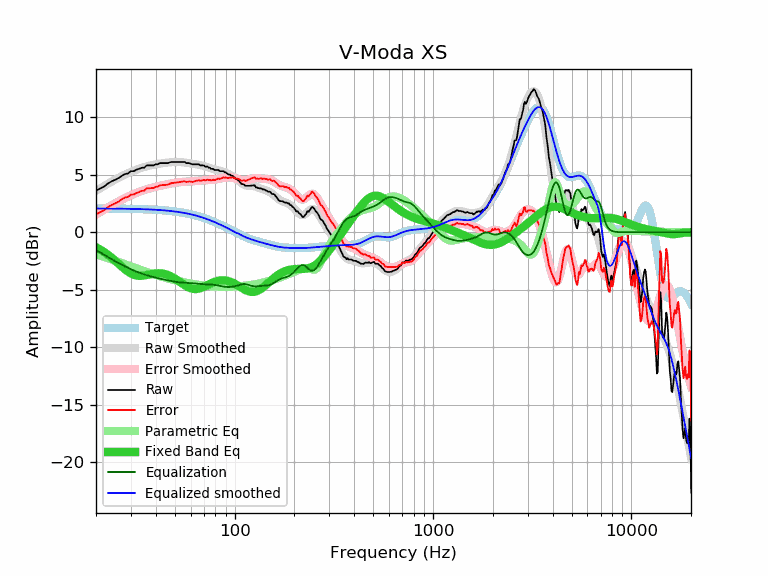 V-Moda XS
Amplitude (dBr)
10
5
0
−5
−10
−15
−20
Target
Raw Smoothed
Error Smoothed
Raw
Error
Parametric Eq
Fixed Band Eq
Equalization
Equalized smoothed
100 1000 10000
Frequency (Hz)